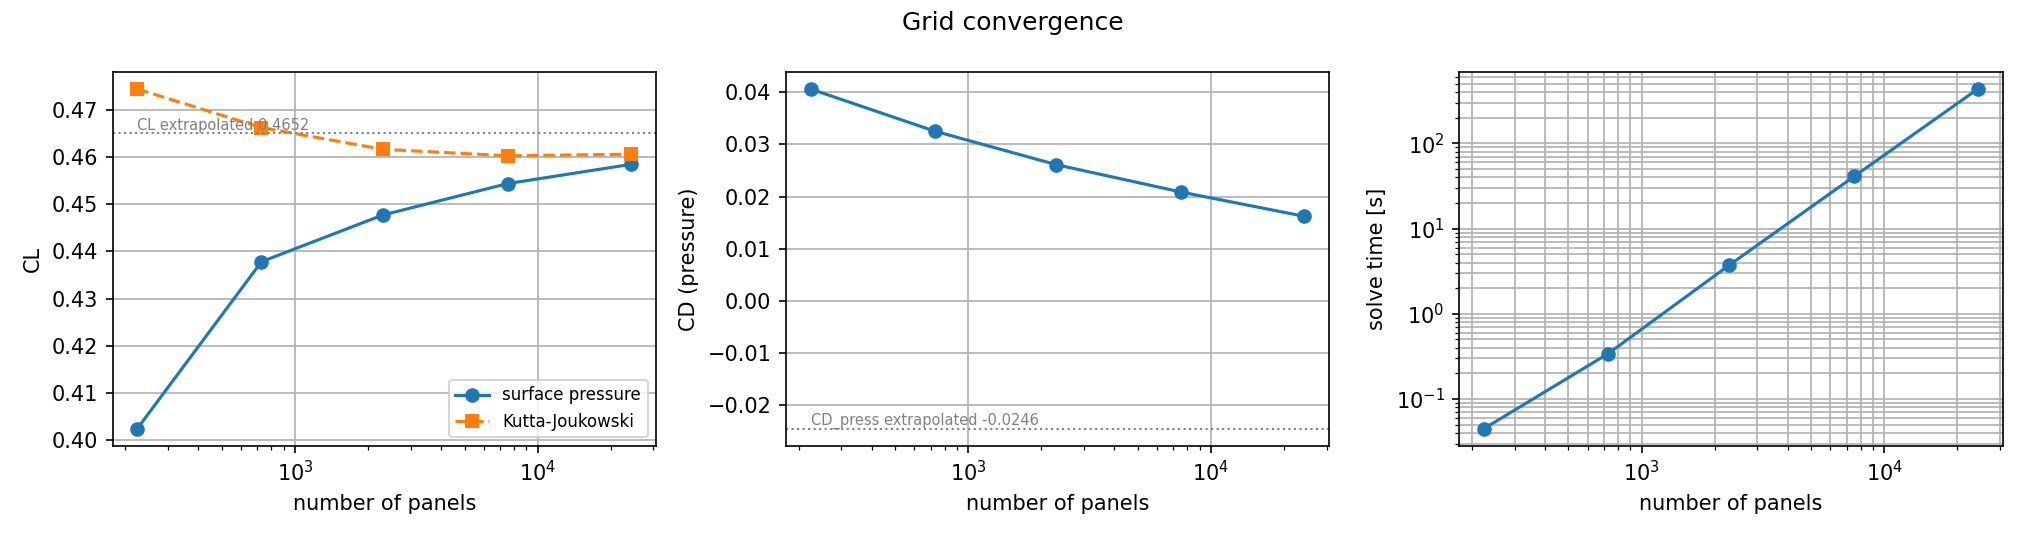 Grid convergence
CL
0.47
0.46
0.45
0.44
0.43
0.42
0.41
0.40
CL extrapolated 0.4652
surface pressure
Kutta-Joukowski
10³
10⁴
number of panels
CD (pressure)
0.04
0.03
0.02
0.01
0.00
−0.01
−0.02
CD_press extrapolated -0.0246
10³
10⁴
number of panels
solve time [s]
10²
10¹
10⁰
10⁻¹
10³
10⁴
number of panels